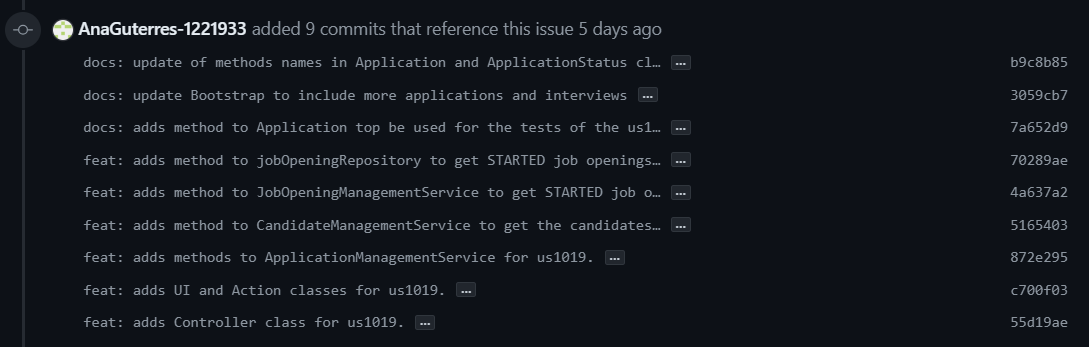 AnaGuterres-1221933 added 9 commits that reference this issue 5 days ago
docs: update of methods names in Application and ApplicationStatus cl… ...
b9c8b85
docs: update Bootstrap to include more applications and interviews ...
3059cb7
docs: adds method to Application top be used for the tests of the us1… ...
7a652d9
feat: adds method to jobOpeningRepository to get STARTED job openings… ...
70289ae
feat: adds method to JobOpeningManagementService to get STARTED job o… ...
4a637a2
feat: adds method to CandidateManagementService to get the candidates… ...
5165403
feat: adds methods to ApplicationManagementService for us1019. ...
872e295
feat: adds UI and Action classes for us1019. ...
c700f03
feat: adds Controller class for us1019. ...
55d19ae